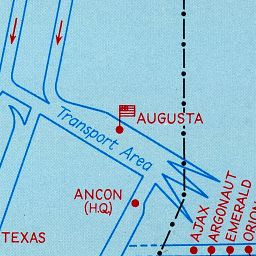 AUGUSTA
Transport Area
ANCON
(H.Q.)
TEXAS
AJAX
ARGONAUT
EMERALD
ORION